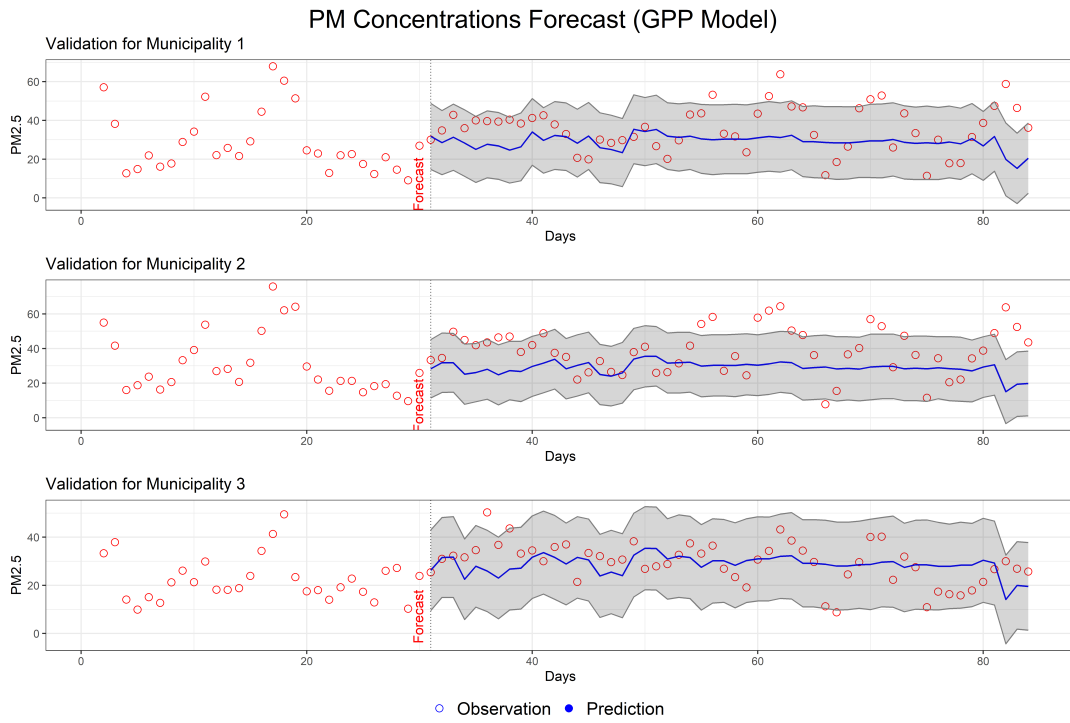 PM Concentrations Forecast (GPP Model)
Validation for Municipality 1
PM2.5
60
40
20
0
Forecast
0 20 40 60 80
Days
Validation for Municipality 2
PM2.5
60
40
20
0
Forecast
0 20 40 60 80
Days
Validation for Municipality 3
PM2.5
40
20
0
Forecast
0 20 40 60 80
Days
Observation Prediction